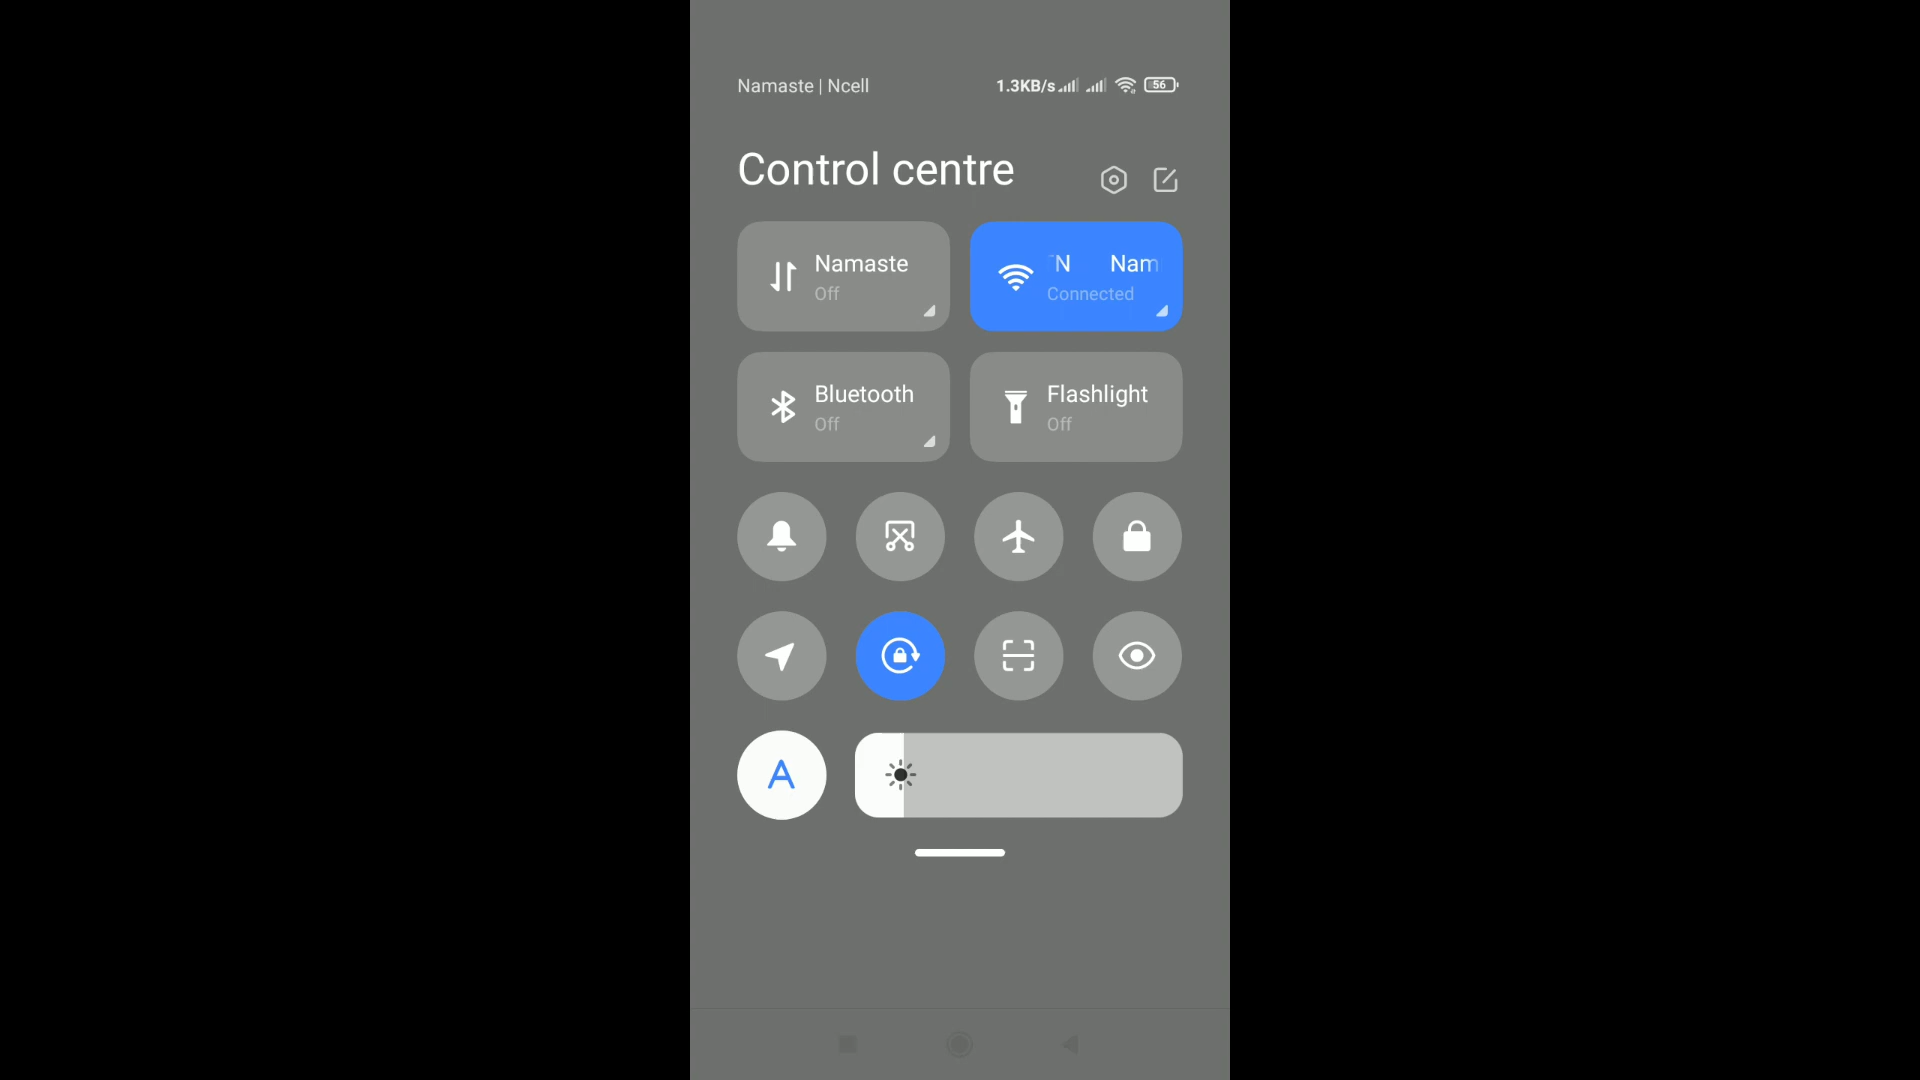 Namaste | Ncell
1.3KB/s
56
Control centre
Namaste
Off
N Nam
Connected
Bluetooth
Off
Flashlight
Off
A